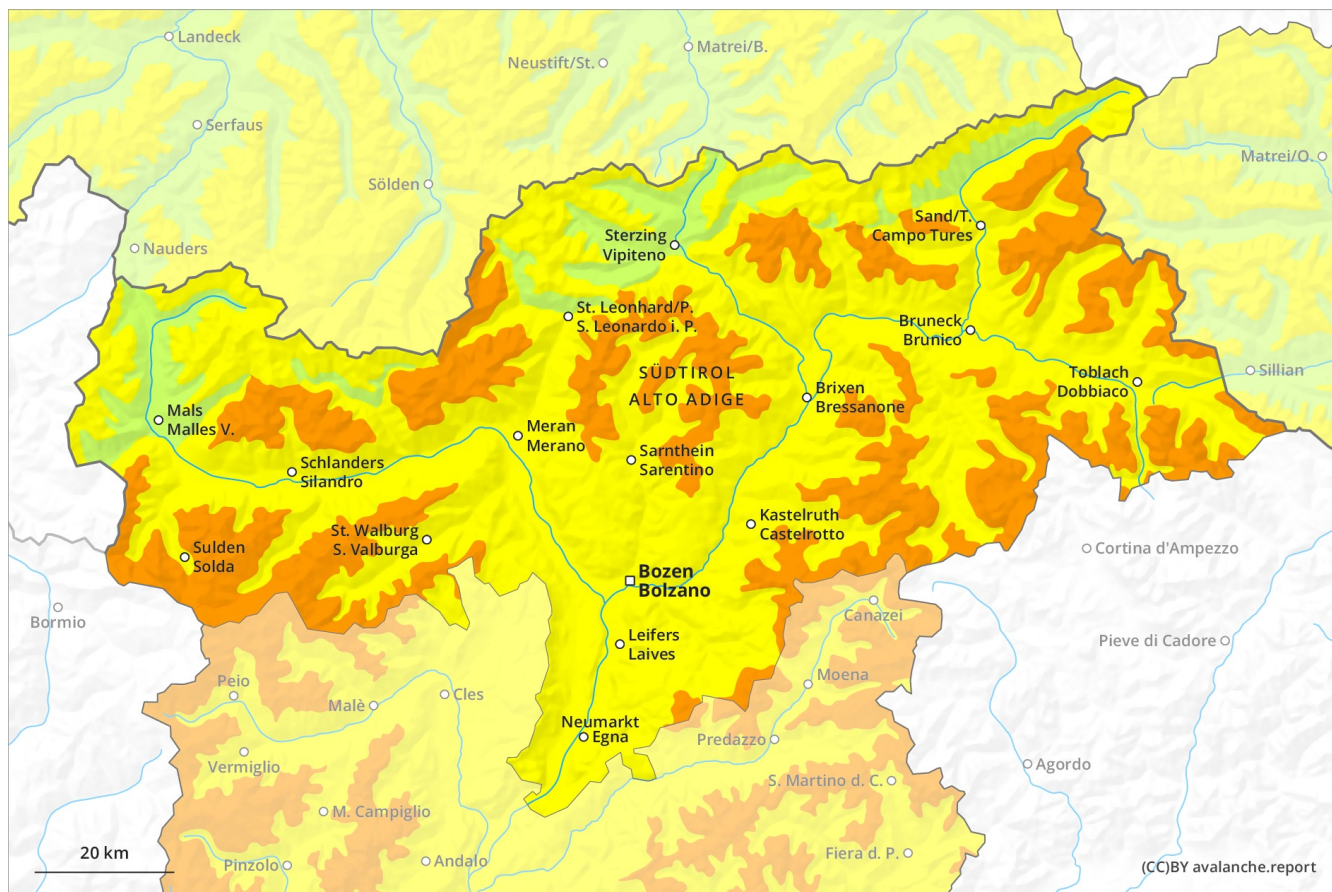 Landeck
Matrei/B.
Neustift/St.
Serfaus
Matrei/O.
Sölden
Nauders
Sand/T.
Campo Tures
Sterzing
Vipiteno
St. Leonhard/P.
S. Leonardo i. P.
Bruneck
Brunico
SÜDTIROL
ALTO ADIGE
Toblach
Dobbiaco
Sillian
Brixen
Bressanone
Mals
Malles V.
Meran
Merano
Sarnthein
Sarentino
Schlanders
Silandro
St. Walburg
S. Valburga
Kastelruth
Castelrotto
Sulden
Solda
Cortina d'Ampezzo
Bozen
Bolzano
Bormio
Canazei
Leifers
Laives
Pieve di Cadore
Peio
Moena
Malè
Cles
Neumarkt
Egna
Predazzo
Vermiglio
Agordo
S. Martino d. C.
M. Campiglio
20 km
Pinzolo
Andalo
Fiera d. P.
(CC)BY avalanche.report